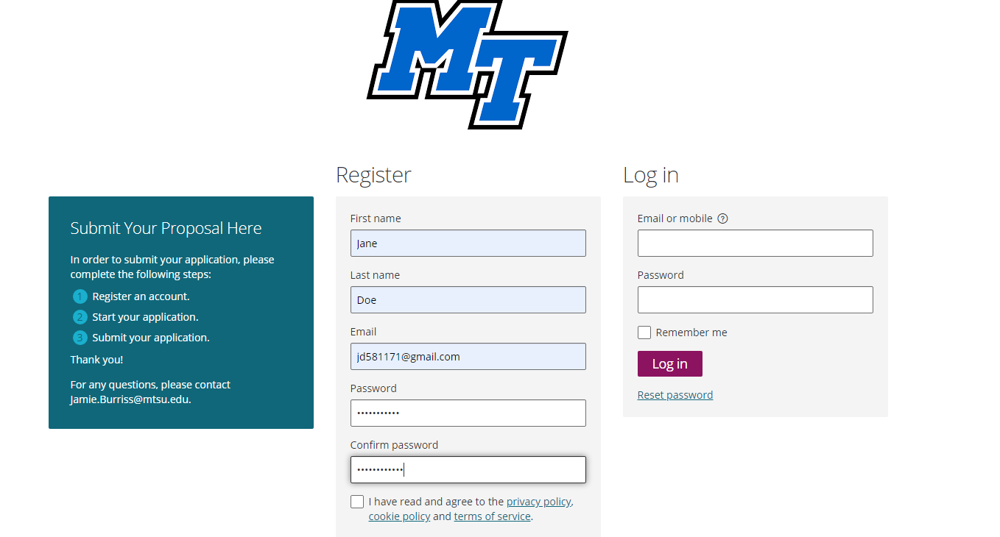 MT
Register
Log in
Submit Your Proposal Here
In order to submit your application, please
complete the following steps:
1 Register an account.
2 Start your application.
3 Submit your application.
Thank you!
For any questions, please contact
Jamie.Burriss@mtsu.edu.
First name
Jane
Last name
Doe
Email
jd581171@gmail.com
Password
•••••••••••
Confirm password
••••••••••••
I have read and agree to the privacy policy,
cookie policy and terms of service.
Email or mobile ?
Password
Remember me
Log in
Reset password